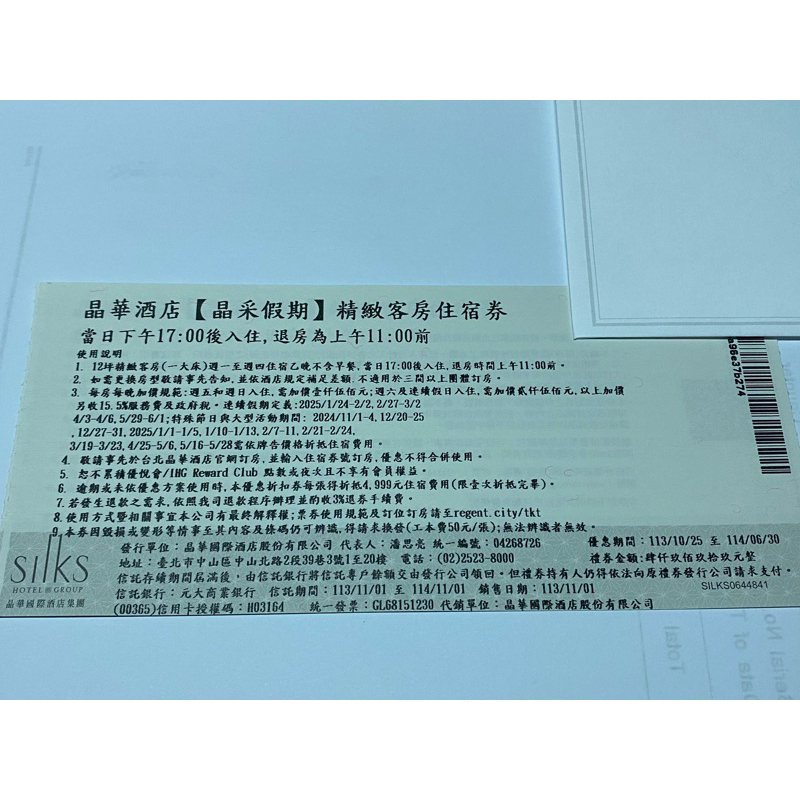 晶華酒店【晶采假期】精緻客房住宿券
當日下午17:00後入住,退房為上午11:00前
使用說明
1. 12坪精緻客房(一大床)週一至週四住宿乙晚不含早餐,當日17:00後入住,退房時間上午11:00前。
2. 如需更換房型敬請事先告知,並依酒店規定補足差額,不適用於三間以上團體訂房。
3. 每房每晚加價規範:週五和週日入住,需加價壹仟伍佰元;週六及連續假日入住,需加價貳仟伍佰元,以上加價
另收15.5%服務費及政府稅。連續假期定義:2025/1/24-2/2,2/27-3/2
4/3-4/6,5/29-6/1;特殊節日與大型活動期間: 2024/11/1-4,12/20-25
,12/27-31,2025/1/1-1/5,1/10-1/13,2/7-11,2/21-2/24,
3/19-3/23,4/25-5/6,5/16-5/28需依牌告價格折抵住宿費用。
4. 敬請事先於台北晶華酒店官網訂房,並輸入住宿券號訂房,優惠不得合併使用。
5. 恕不累積優悅會/IHG Reward Club 點數或夜次且不享有會員權益。
6. 逾期或未依優惠方案使用時,本優惠折扣券每張得折抵4,999元住宿費用(限壹次折抵完畢)。
7. 若發生退款之需求,依照我司退款程序辦理並酌收3%退券手續費。
8. 使用方式暨相關事宜本公司有最終解釋權;票券使用規範及訂位訂房請至regent.city/tkt
9. 本券因毀損或變形等情事至其內容及條碼仍可辨識,得請求換發(工本費50元/張);無法辨識者無效。
發行單位:晶華國際酒店股份有限公司 代表人:潘思亮 統一編號:04268726
優惠期間:113/10/25 至 114/06/30
地址:臺北市中山區中山北路2段39巷3號1至20樓 電話:(02)2523-8000
禮券金額:肆仟玖佰玖拾玖元整
信託存續期間屆滿後,由信託銀行將信託專戶餘額交由發行公司領回。但禮券持有人仍得依法向原禮券發行公司請求支付。
信託銀行:元大商業銀行 信託期間:113/11/01 至 114/11/01 銷售日期:113/11/01
SILKS0644841
(00365)信用卡授權碼:H03164 統一發票:GL68151230 代銷單位:晶華國際酒店股份有限公司
silks
HOTEL GROUP
晶華國際酒店集團
a96e37b2774
Total